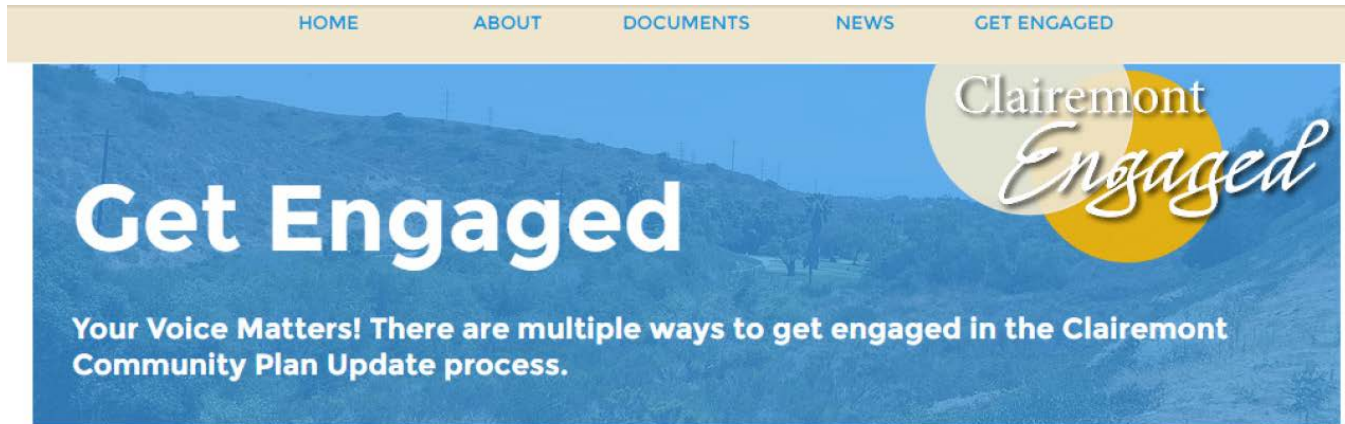 HOME ABOUT DOCUMENTS NEWS GET ENGAGED
Clairemont
Engaged
Get Engaged
Your Voice Matters! There are multiple ways to get engaged in the Clairemont
Community Plan Update process.